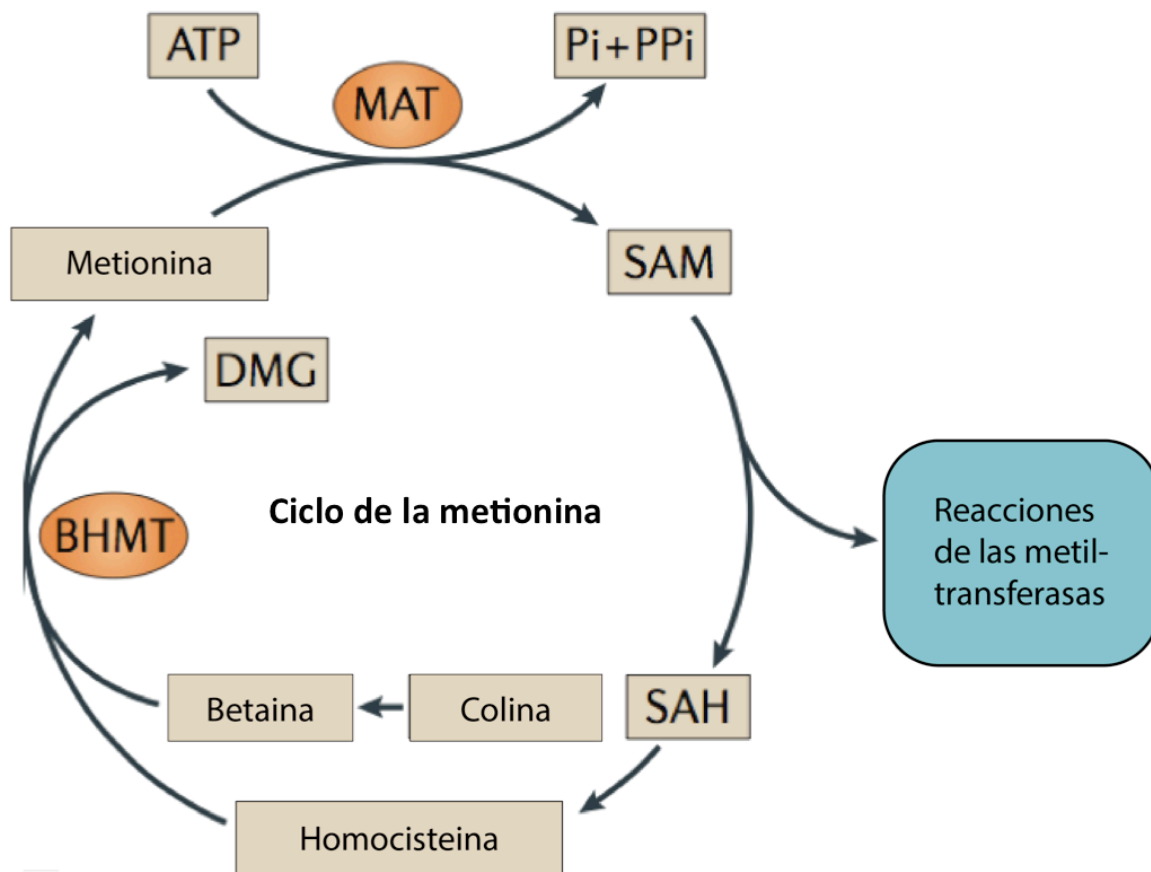 ATP
Pi+PPi
MAT
Metionina
SAM
DMG
Ciclo de la metionina
BHMT
Reacciones
de las metil-
transferasas
Betaina
Colina
SAH
Homocisteina